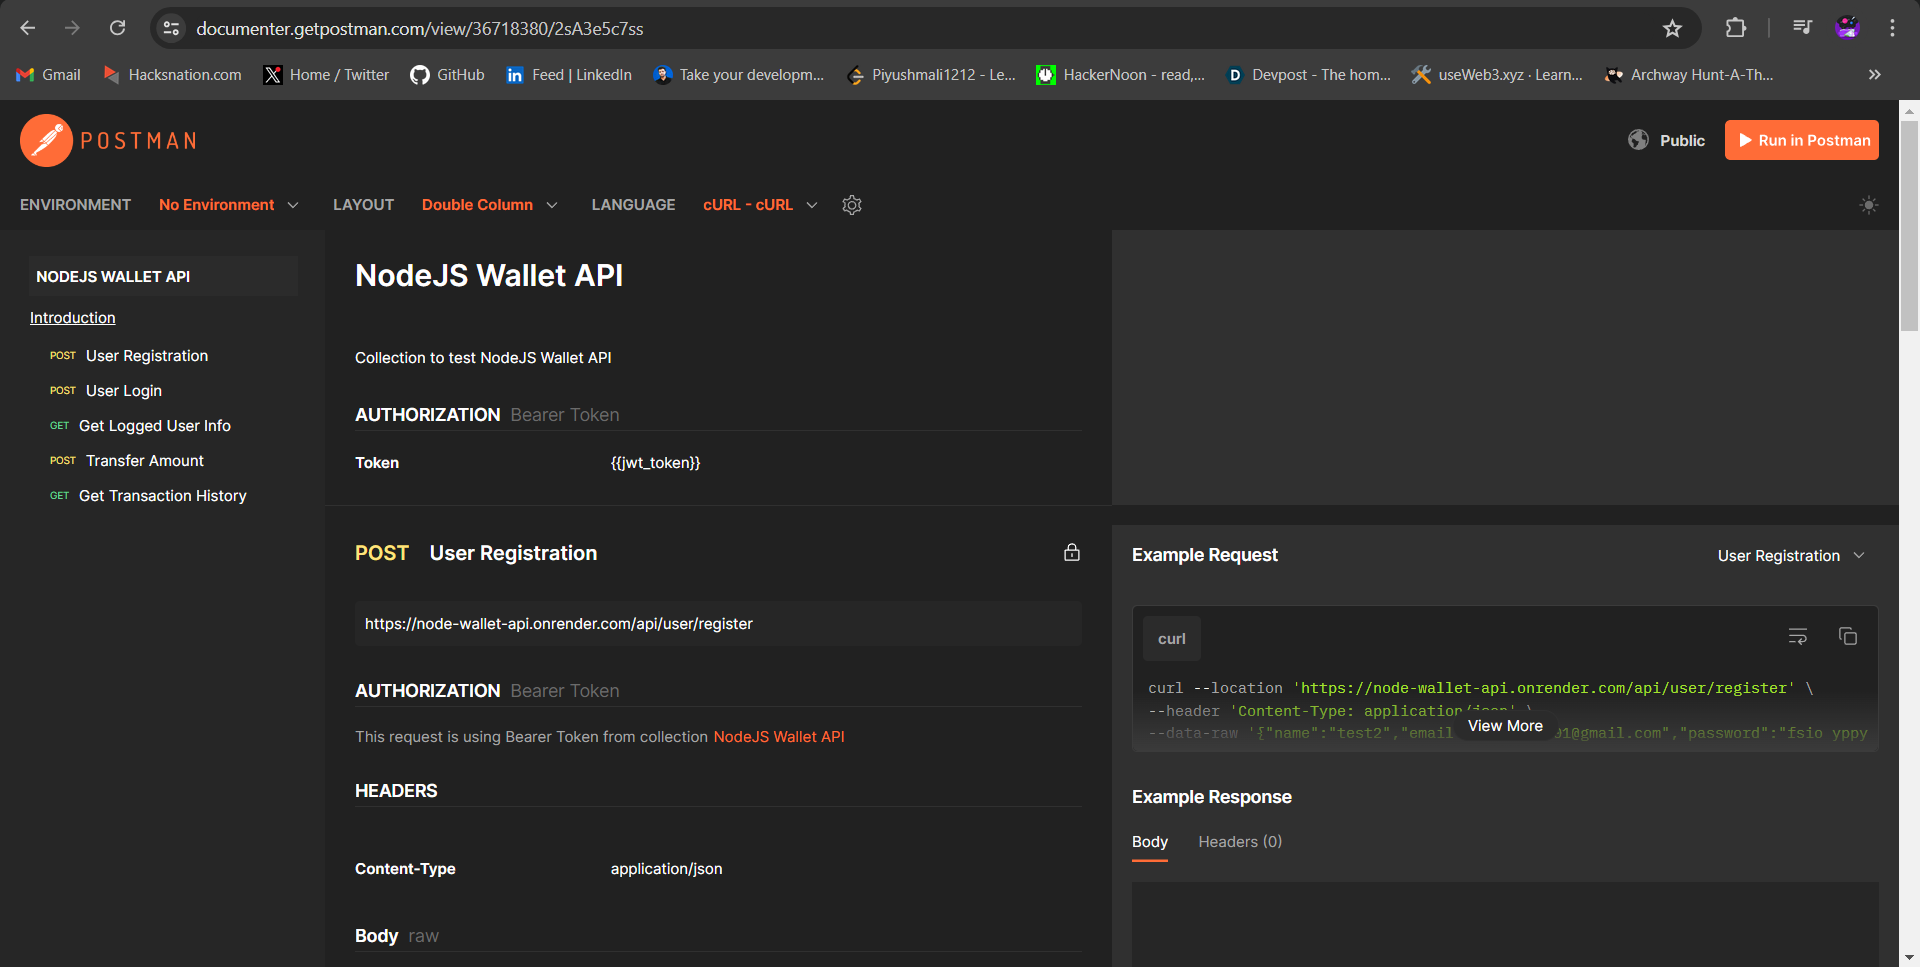 documenter.getpostman.com/view/36718380/2sA3e5c7ss
Gmail Hacksnation.com Home / Twitter GitHub Feed | LinkedIn Take your developm... Piyushmali1212 - Le... HackerNoon - read,... Devpost - The hom... useWeb3.xyz · Learn... Archway Hunt-A-Th...
POSTMAN
Public
Run in Postman
ENVIRONMENT No Environment LAYOUT Double Column LANGUAGE cURL - cURL
NODEJS WALLET API
Introduction
POST User Registration
POST User Login
GET Get Logged User Info
POST Transfer Amount
GET Get Transaction History
NodeJS Wallet API
Collection to test NodeJS Wallet API
AUTHORIZATION Bearer Token
Token {{jwt_token}}
POST User Registration
https://node-wallet-api.onrender.com/api/user/register
AUTHORIZATION Bearer Token
This request is using Bearer Token from collection NodeJS Wallet API
HEADERS
Content-Type application/json
Body raw
Example Request User Registration
curl
curl --location 'https://node-wallet-api.onrender.com/api/user/register' \
--header 'Content-Type: application/json' \
View More
--data-raw '{"name":"test2","email 01@gmail.com","password":"fsio yppy
Example Response
Body Headers (0)